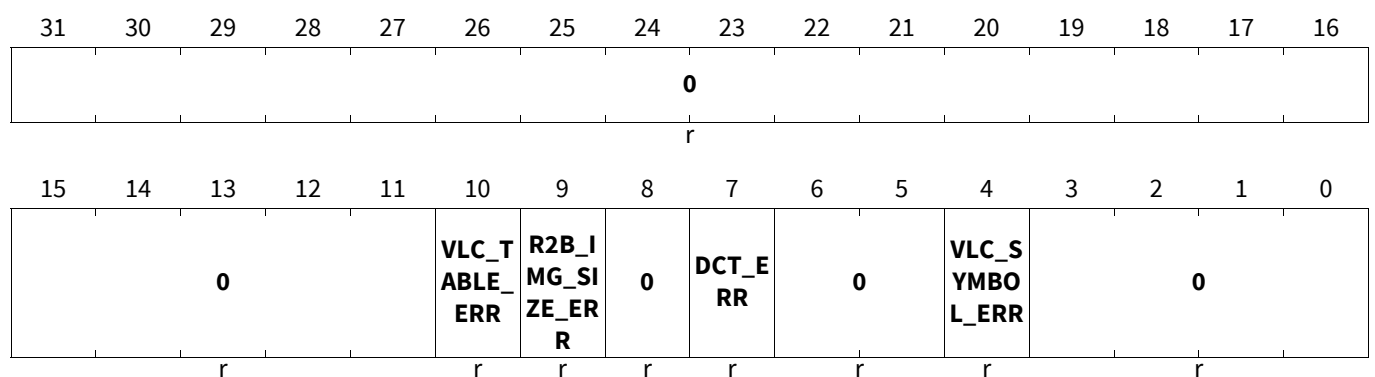 31 30 29 28 27 26 25 24 23 22 21 20 19 18 17 16
0
r
15 14 13 12 11 10 9 8 7 6 5 4 3 2 1 0
0 VLC_T
ABLE_
ERR R2B_I
MG_SI
ZE_ER
R 0 DCT_E
RR 0 VLC_S
YMBO
L_ERR 0
r r r r r r r r